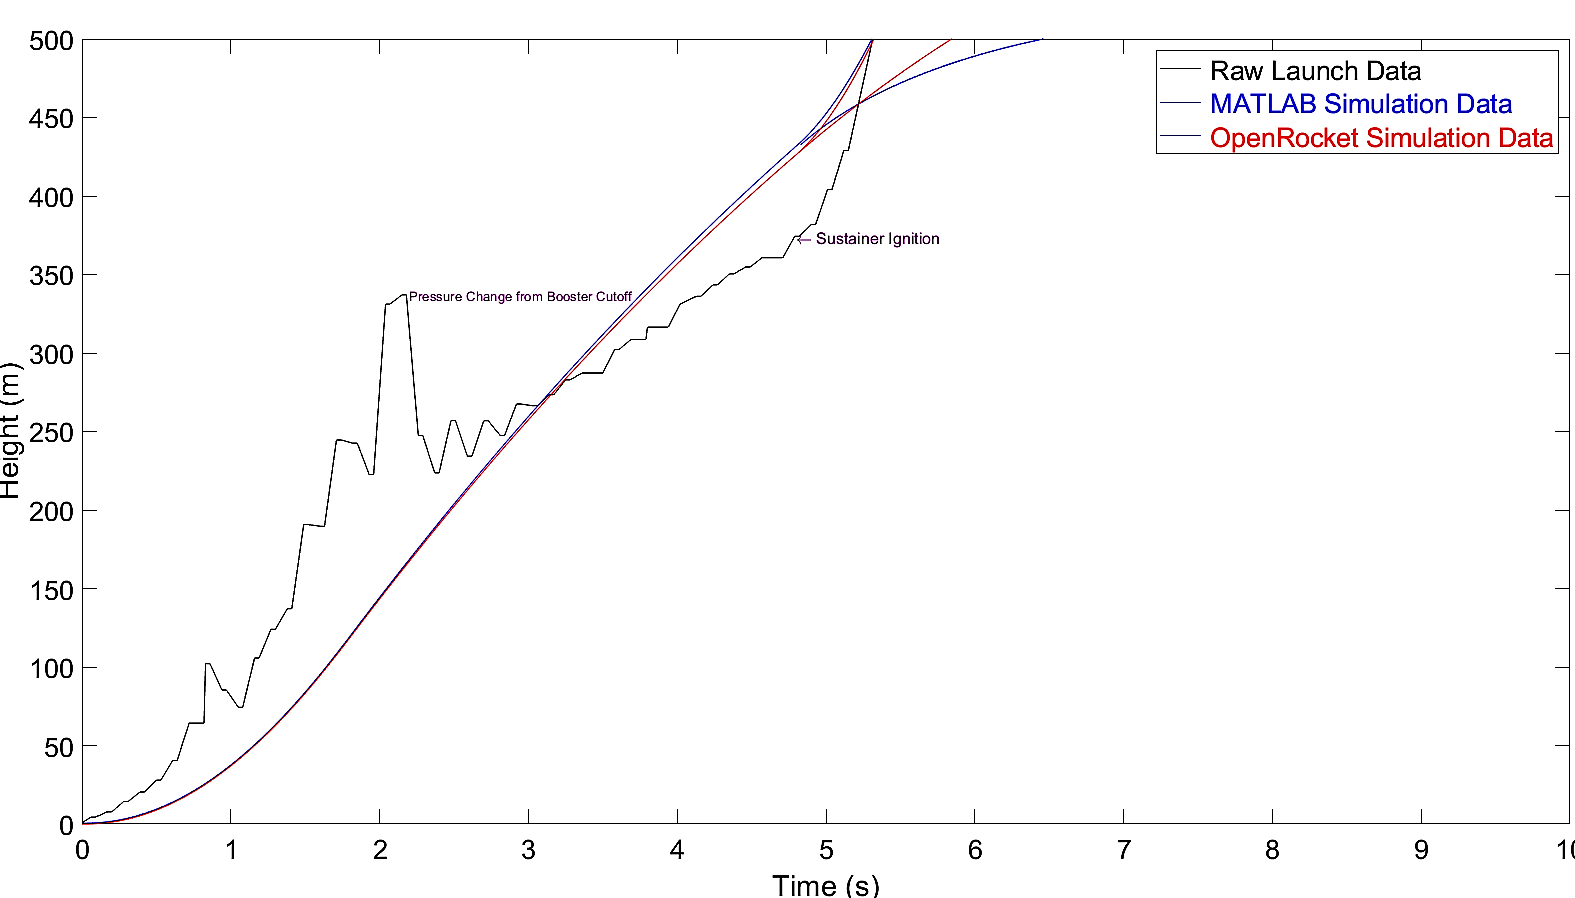 500
450
400
350
300
250
200
150
100
50
0
Height (m)
Raw Launch Data
MATLAB Simulation Data
OpenRocket Simulation Data
← Sustainer Ignition
Pressure Change from Booster Cutoff
0 1 2 3 4 5 6 7 8 9 10
Time (s)